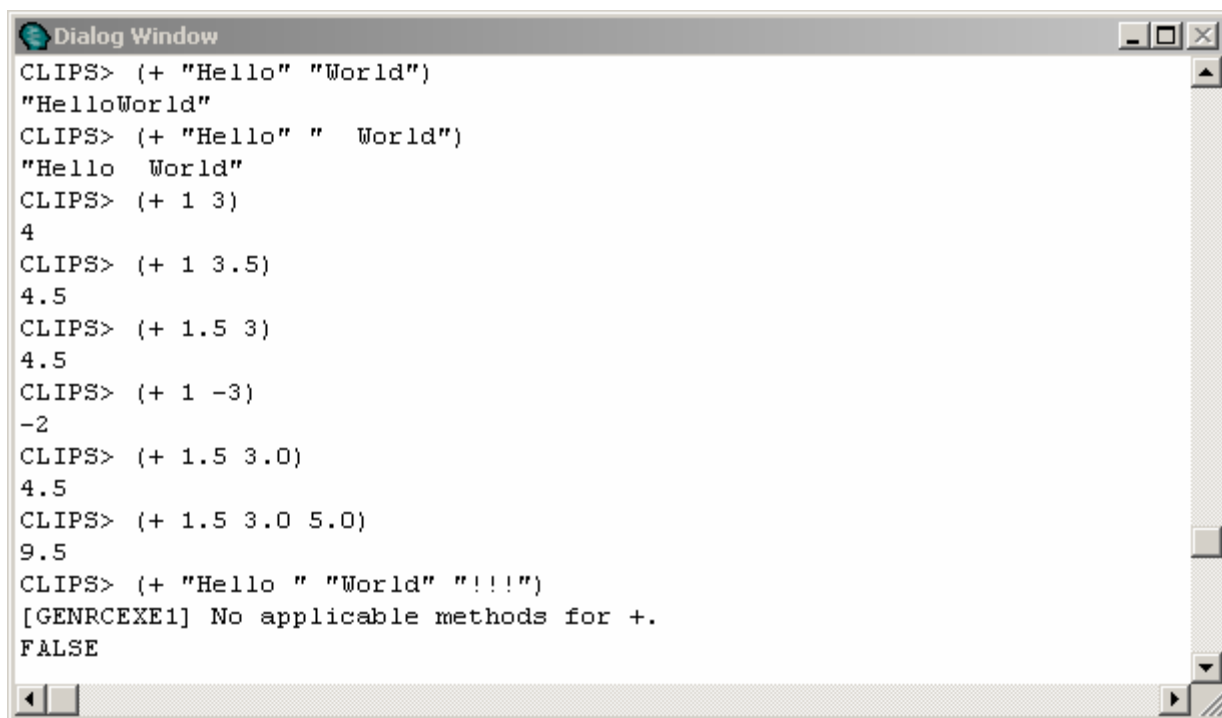 Dialog Window
CLIPS> (+ "Hello" "World")
"HelloWorld"
CLIPS> (+ "Hello" "  World")
"Hello  World"
CLIPS> (+ 1 3)
4
CLIPS> (+ 1 3.5)
4.5
CLIPS> (+ 1.5 3)
4.5
CLIPS> (+ 1 -3)
-2
CLIPS> (+ 1.5 3.0)
4.5
CLIPS> (+ 1.5 3.0 5.0)
9.5
CLIPS> (+ "Hello " "World" "!!!")
[GENRCEXE1] No applicable methods for +.
FALSE